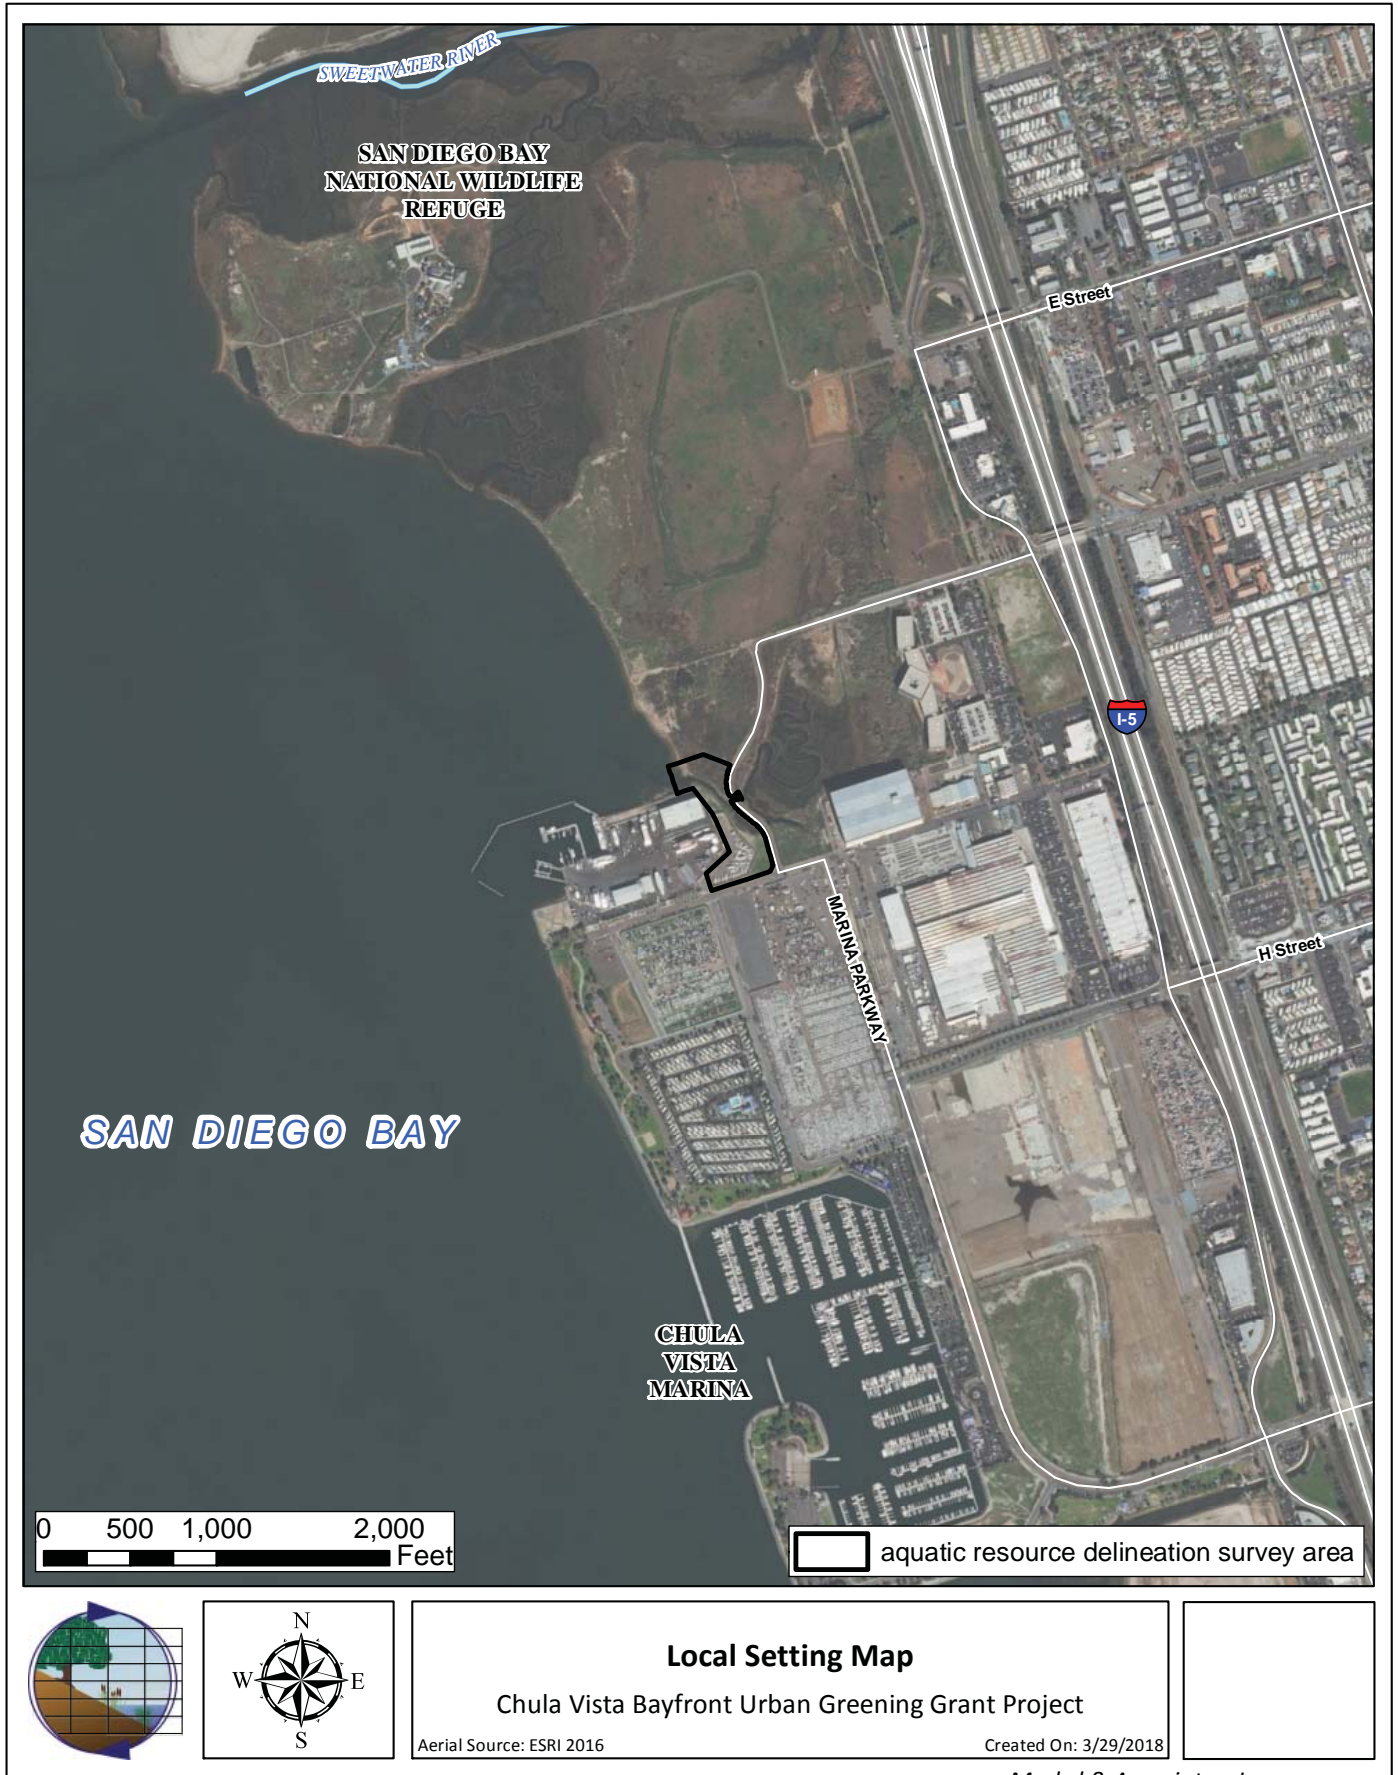 SWEETWATER RIVER
SAN DIEGO BAY
NATIONAL WILDLIFE
REFUGE
E Street
I-5
MARINA PARKWAY
H Street
SAN DIEGO BAY
CHULA
VISTA
MARINA
0 500 1,000 2,000
Feet
aquatic resource delineation survey area
N
W E
S
Local Setting Map
Chula Vista Bayfront Urban Greening Grant Project
Aerial Source: ESRI 2016 Created On: 3/29/2018